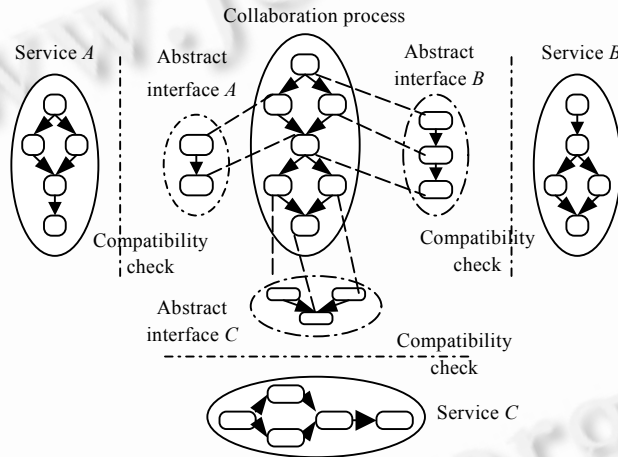 Collaboration process
Service A
Abstract
interface A
Abstract
interface B
Service B
Compatibility
check
Compatibility
check
Abstract
interface C
Compatibility
check
Service C